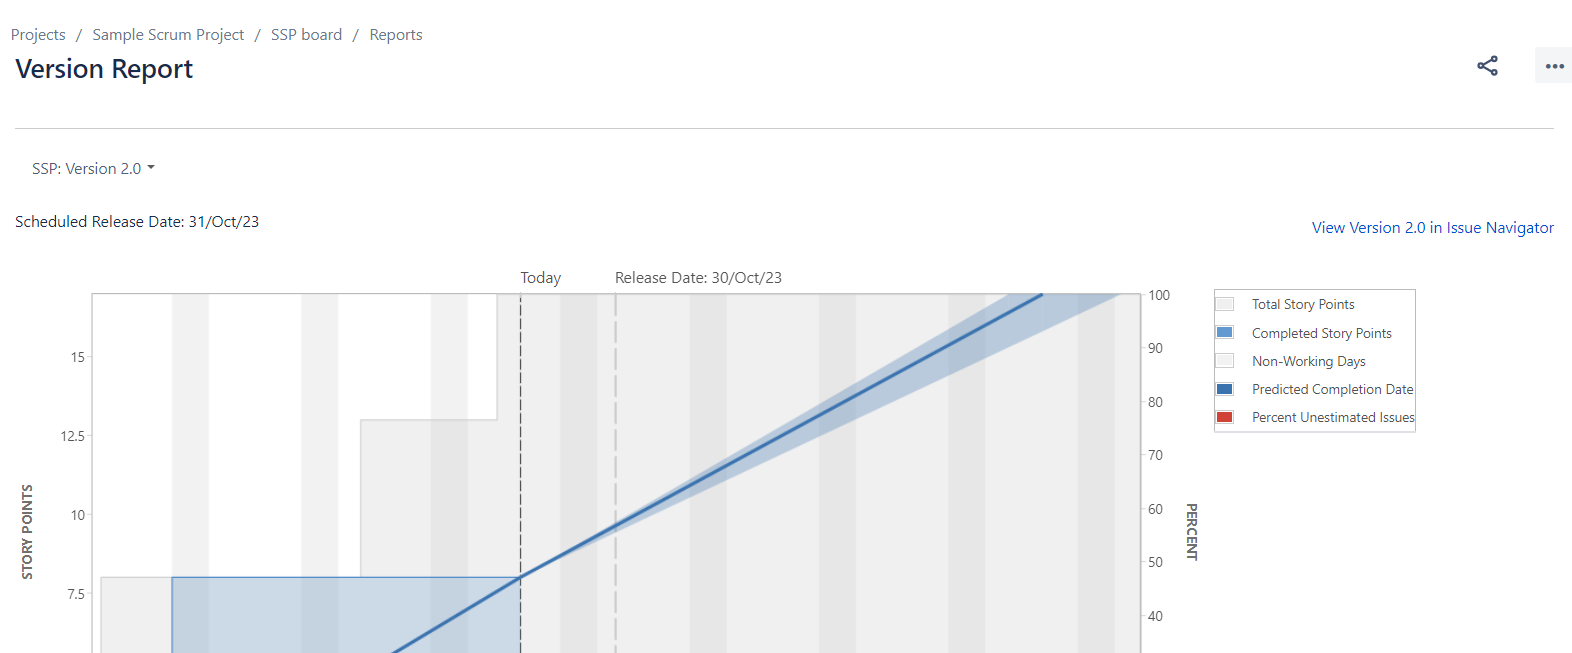 Projects / Sample Scrum Project / SSP board / Reports
Version Report
SSP: Version 2.0
Scheduled Release Date: 31/Oct/23
View Version 2.0 in Issue Navigator
Today
Release Date: 30/Oct/23
STORY POINTS
15
12.5
10
7.5
100
90
80
70
60
50
40
PERCENT
Total Story Points
Completed Story Points
Non-Working Days
Predicted Completion Date
Percent Unestimated Issues